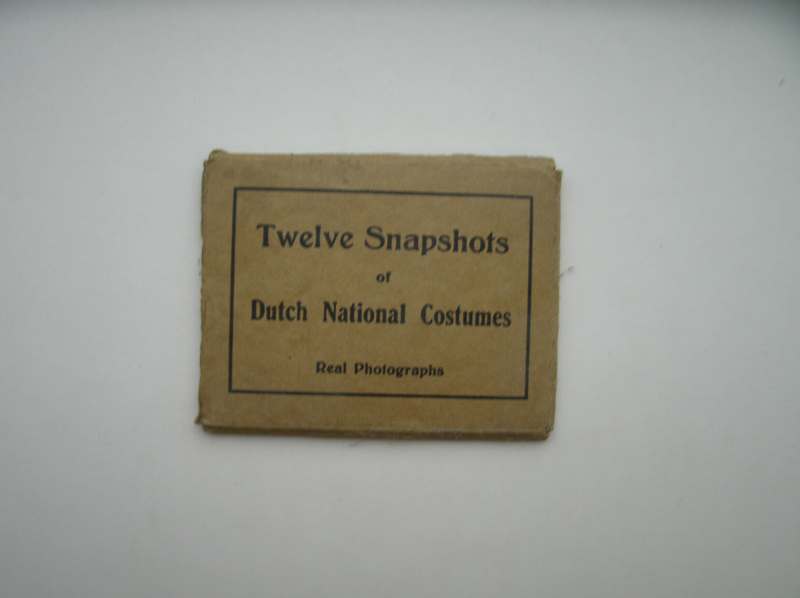 Twelve Snapshots
of
Dutch National Costumes
Real Photographs